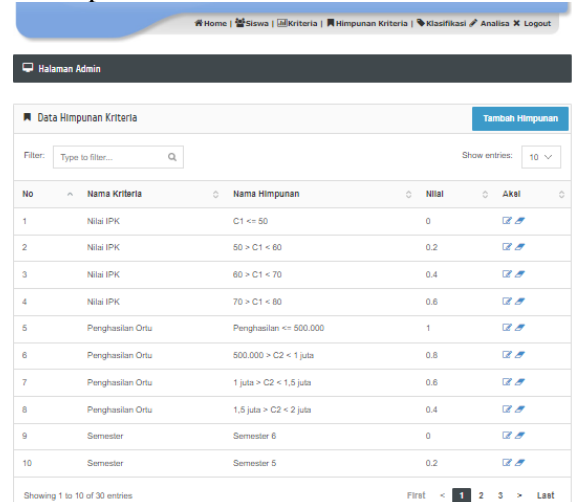 Home | Siswa | Kriteria | Himpunan Kriteria | Klasifikasi Analisa Logout
Halaman Admin
Data Himpunan Kriteria Tambah Himpunan
Filter: Type to filter... Show entries: 10
No Nama Kriteria Nama Himpunan Nilai Aksi
1 Nilai IPK C1 <= 50 0
2 Nilai IPK 50 > C1 < 60 0.2
3 Nilai IPK 60 > C1 < 70 0.4
4 Nilai IPK 70 > C1 < 80 0.6
5 Penghasilan Ortu Penghasilan <= 500.000 1
6 Penghasilan Ortu 500.000 > C2 < 1 juta 0.8
7 Penghasilan Ortu 1 juta > C2 < 1,5 juta 0.6
8 Penghasilan Ortu 1,5 juta > C2 < 2 juta 0.4
9 Semester Semester 6 0
10 Semester Semester 5 0.2
Showing 1 to 10 of 30 entries First < 1 2 3 > Last